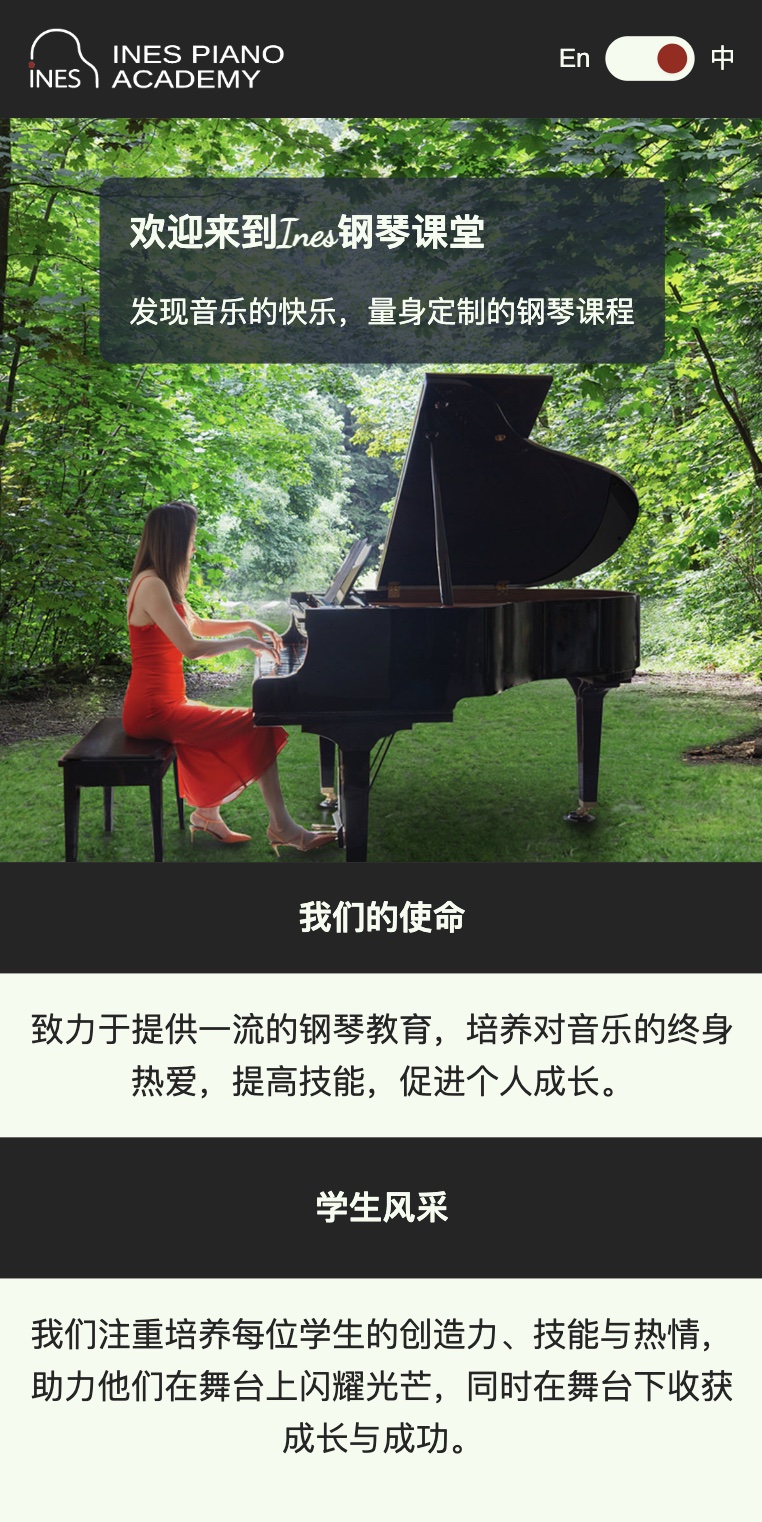 INES
INES PIANO
ACADEMY
En
中
欢迎来到Ines钢琴课堂
发现音乐的快乐，量身定制的钢琴课程
我们的使命
致力于提供一流的钢琴教育，培养对音乐的终身
热爱，提高技能，促进个人成长。
学生风采
我们注重培养每位学生的创造力、技能与热情，
助力他们在舞台上闪耀光芒，同时在舞台下收获
成长与成功。